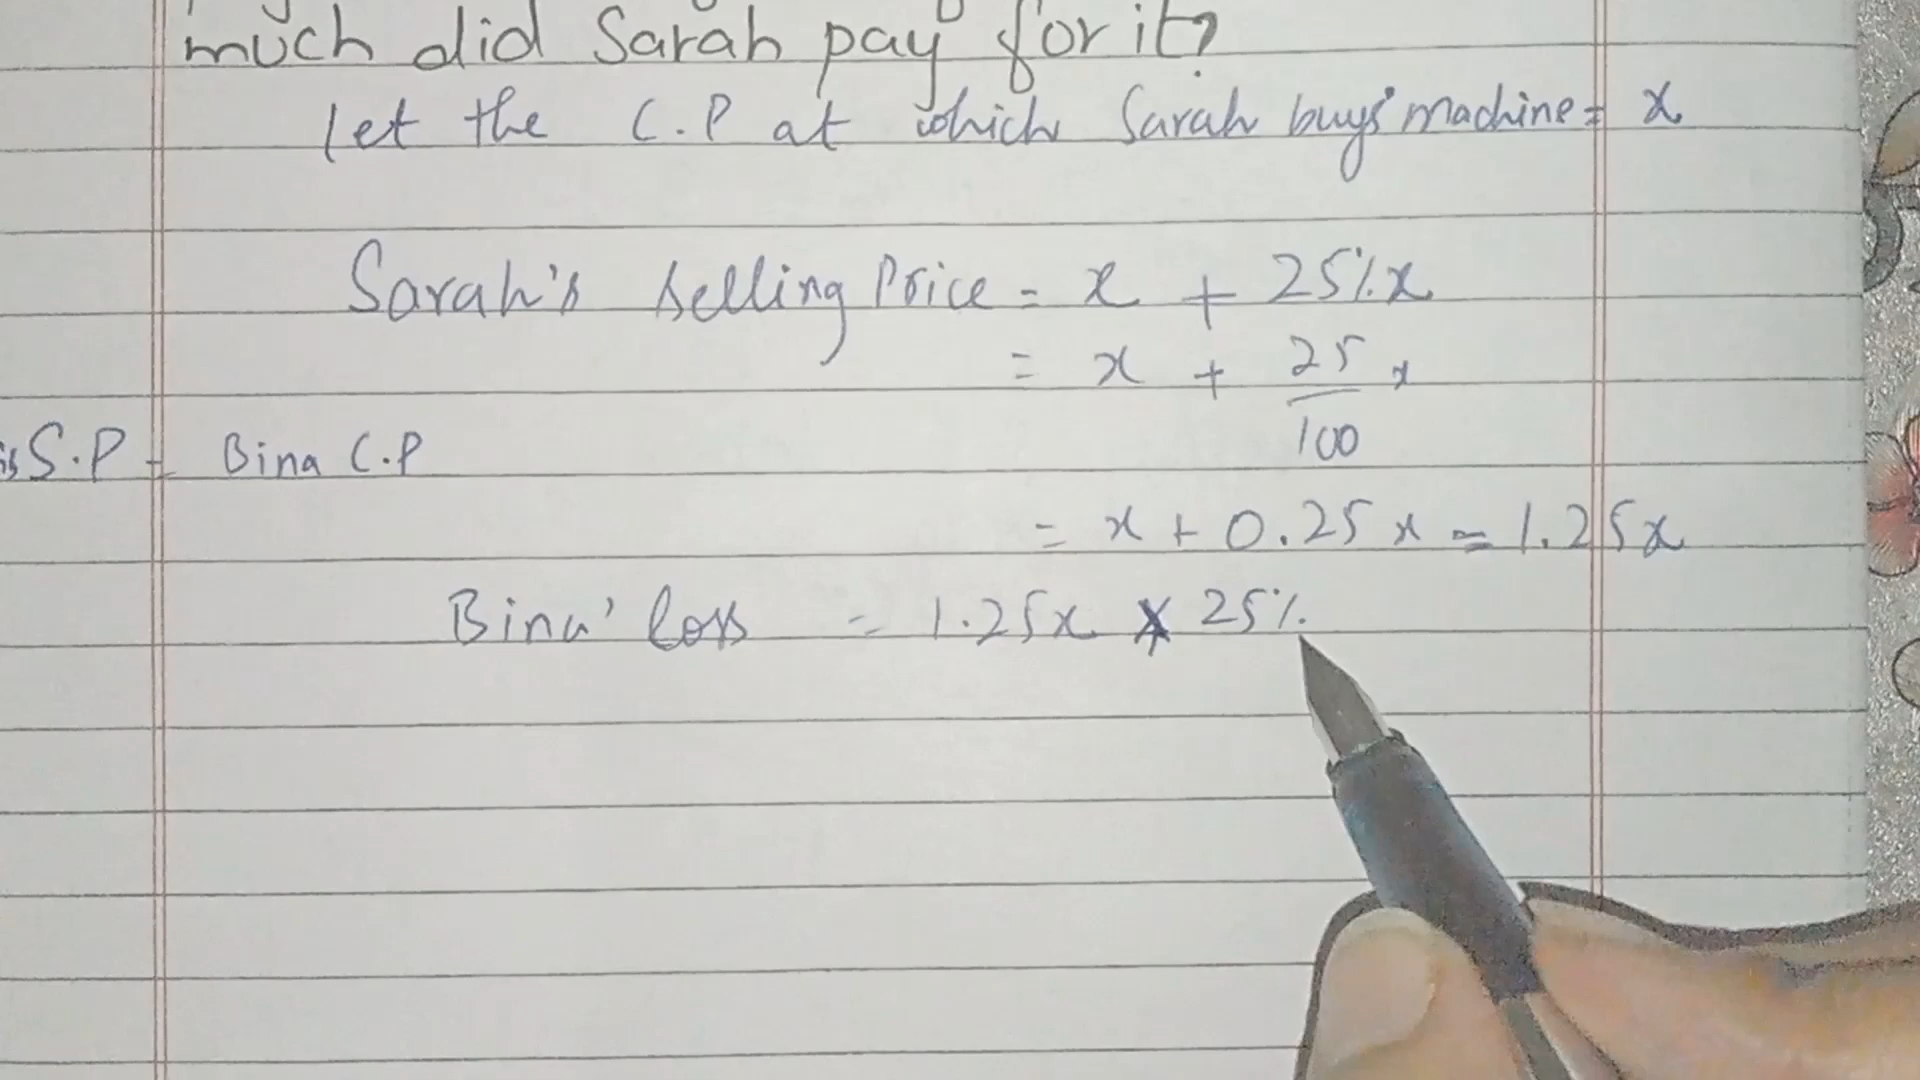 much did Sarah pay for it?
let the C.P at which Sarah buys machine = x
Sarah's selling Price = x + 25%x
= x + 25/100 x
S.P = Bina C.P
= x + 0.25x = 1.25x
Bina' loss = 1.25x × 25%